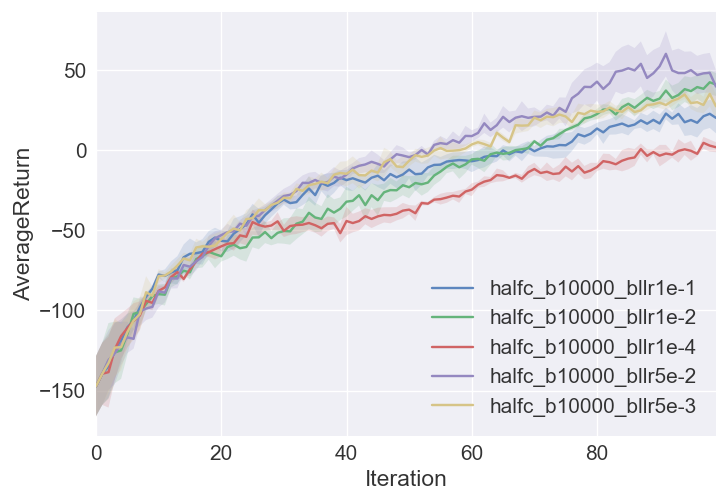 50
0
−50
−100
−150
AverageReturn
halfc_b10000_bllr1e-1
halfc_b10000_bllr1e-2
halfc_b10000_bllr1e-4
halfc_b10000_bllr5e-2
halfc_b10000_bllr5e-3
0 20 40 60 80
Iteration